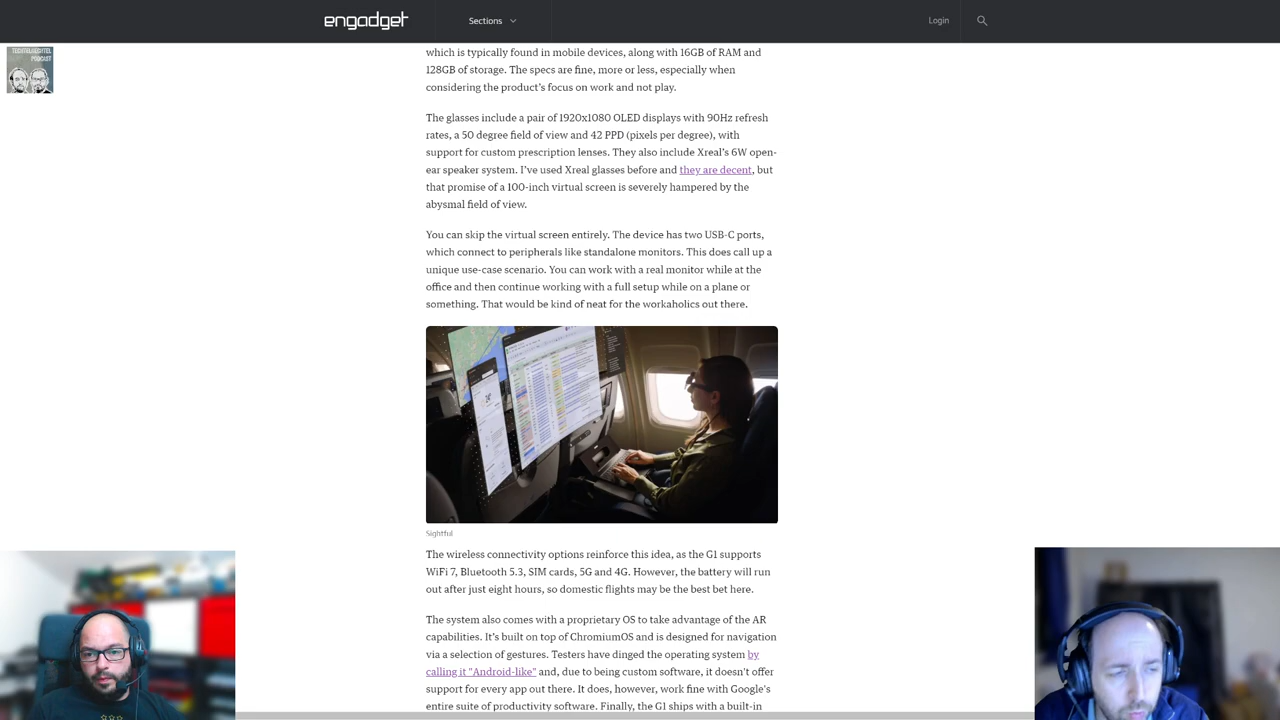 engadget
Sections
Login
TECHTELMECHTEL
PODCAST
which is typically found in mobile devices, along with 16GB of RAM and
128GB of storage. The specs are fine, more or less, especially when
considering the product's focus on work and not play.
The glasses include a pair of 1920x1080 OLED displays with 90Hz refresh
rates, a 50 degree field of view and 42 PPD (pixels per degree), with
support for custom prescription lenses. They also include Xreal's 6W open-
ear speaker system. I've used Xreal glasses before and they are decent, but
that promise of a 100-inch virtual screen is severely hampered by the
abysmal field of view.
You can skip the virtual screen entirely. The device has two USB-C ports,
which connect to peripherals like standalone monitors. This does call up a
unique use-case scenario. You can work with a real monitor while at the
office and then continue working with a full setup while on a plane or
something. That would be kind of neat for the workaholics out there.
Sightful
The wireless connectivity options reinforce this idea, as the G1 supports
WiFi 7, Bluetooth 5.3, SIM cards, 5G and 4G. However, the battery will run
out after just eight hours, so domestic flights may be the best bet here.
The system also comes with a proprietary OS to take advantage of the AR
capabilities. It's built on top of ChromiumOS and is designed for navigation
via a selection of gestures. Testers have dinged the operating system by
calling it "Android-like" and, due to being custom software, it doesn't offer
support for every app out there. It does, however, work fine with Google's
entire suite of productivity software. Finally, the G1 ships with a built-in